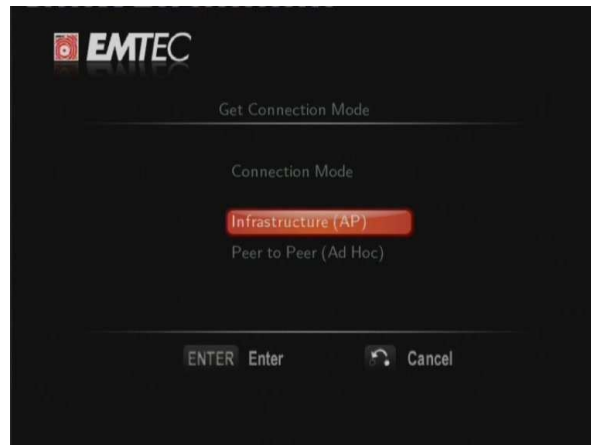 EMTEC
Get Connection Mode
Connection Mode
Infrastructure (AP)
Peer to Peer (Ad Hoc)
ENTER Enter Cancel